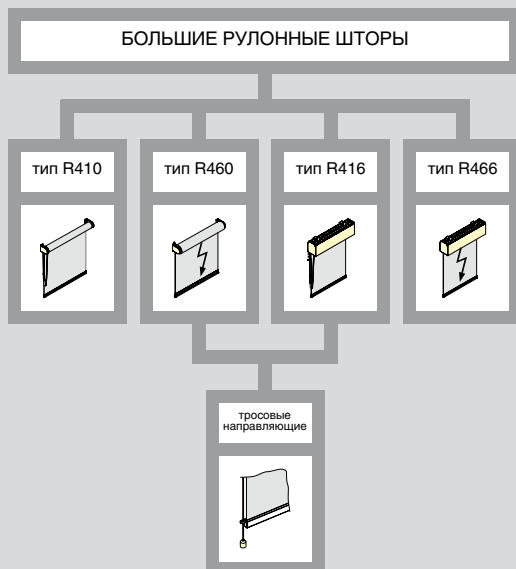 БОЛЬШИЕ РУЛОННЫЕ ШТОРЫ
тип R410
тип R460
тип R416
тип R466
тросовые
направляющие